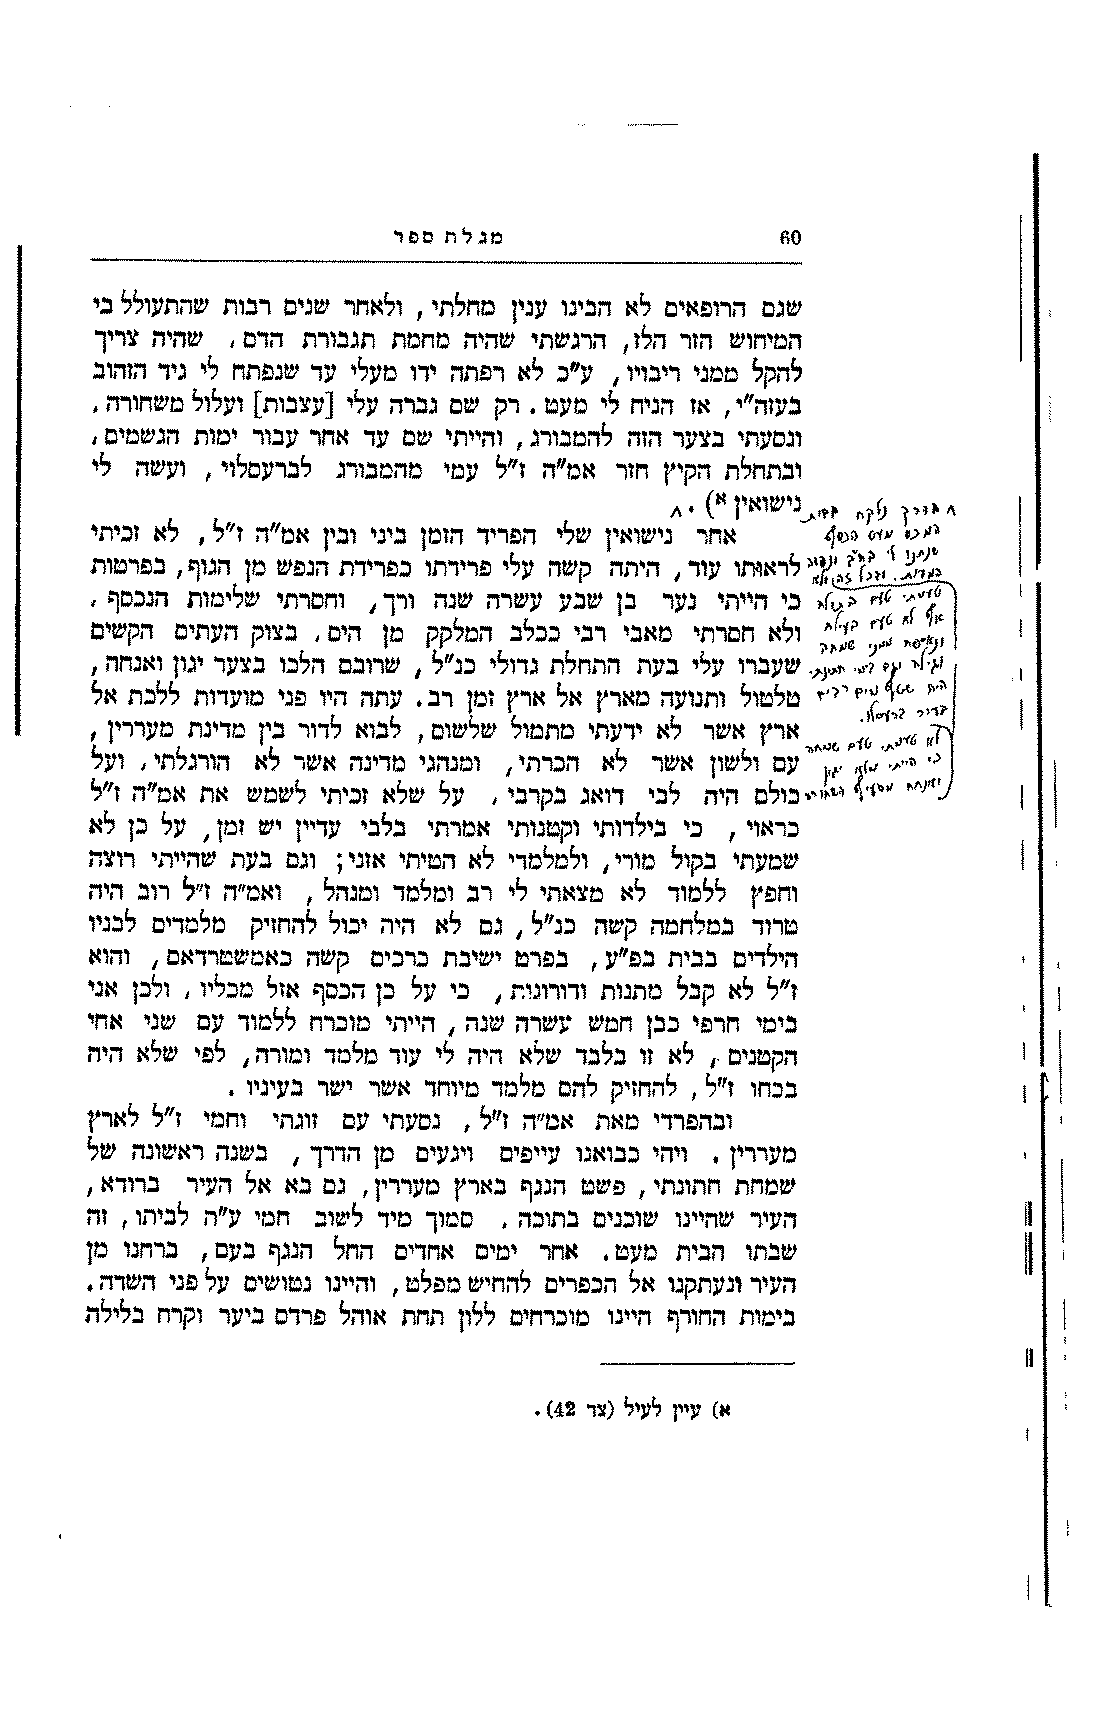 60 מגלת ספר
שגם הרופאים לא הבינו ענין מחלתי, ולאחר שנים רבות שהתעולל בי
המיחוש הזר הלז, הרגשתי שהיה מחמת תגבורת הדם, שהיה צריך
להקל ממני ריבויו, ע"כ לא רפתה ידו מעלי עד שנפתח לי גיד הזהוב
בעזה"י, אז הניח לי מעט. רק שם גברה עלי [עצבות] ועלול משחורה,
ונסעתי בצער הזה להמבורג, והייתי שם עד אחר עבור ימות הגשמים,
ובתחלת הקיץ חזר אמ"ה ז"ל עמי מהמבורג לברעסלוי, ועשה לי
נישואין א).
אחר נישואין שלי הפריד הזמן ביני ובין אמ"ה ז"ל, לא זכיתי
לראותו עוד, היתה קשה עלי פרידתו כפרידת הנפש מן הגוף, בפרטות
כי הייתי נער בן שבע עשרה שנה ורך, וחסרתי שלימות הנכסף,
ולא חסרתי מאבי רבי ככלב המלקק מן הים, בצוק העתים הקשים
שעברו עלי בעת התחלת גדולי כנ"ל, שרובם הלכו בצער יגון ואנחה,
טלטול ותנועה מארץ אל ארץ זמן רב. עתה היו פני מועדות ללכת אל
ארץ אשר לא ידעתי מתמול שלשום, לבוא לדור בין מדינת מעררין,
עם ולשון אשר לא הכרתי, ומנהגי מדינה אשר לא הורגלתי, ועל
כולם היה לבי דואג בקרבי, על שלא זכיתי לשמש את אמ"ה ז"ל
כראוי, כי בילדותי וקטנותי אמרתי בלבי עדיין יש זמן, על כן לא
שמעתי בקול מורי, ולמלמדי לא הטיתי אזני; וגם בעת שהייתי רוצה
וחפץ ללמוד לא מצאתי לי רב ומלמד ומנהל, ואמ"ה ז"ל רוב היה
טרוד במלחמה קשה כנ"ל, גם לא היה יכול להחזיק מלמדים לבניו
הילדים בבית בפ"ע, בפרט ישיבת כרכים קשה כאמשטרדאם, והוא
ז"ל לא קבל מתנות ודורונות, כי על כן הכסף אזל מכליו, ולכן אני
בימי חרפי כבן חמש עשרה שנה, הייתי מוכרח ללמוד עם שני אחי
הקטנים, לא זו בלבד שלא היה לי עוד מלמד ומורה, לפי שלא היה
בכחו ז"ל, להחזיק להם מלמד מיוחד אשר ישר בעיניו.
ובהפרדי מאת אמ"ה ז"ל, נסעתי עם זוגתי וחמי ז"ל לארץ
מעררין. ויהי כבואנו עייפים ויגעים מן הדרך, בשנה ראשונה של
שמחת חתונתי, פשט הנגף בארץ מעררין, גם בא אל העיר ברודא,
העיר שהיינו שוכנים בתוכה. סמוך מיד לשוב חמי ע"ה לביתו, זה
שבתו הבית מעט. אחר ימים אחדים החל הנגף בעם, ברחנו מן
העיר ונעתקנו אל הכפרים להחיש מפלט, והיינו נטושים על פני השדה.
בימות החורף היינו מוכרחים ללון תחת אוהל פרדס ביער וקרח בלילה
א) עיין לעיל (צד 42).